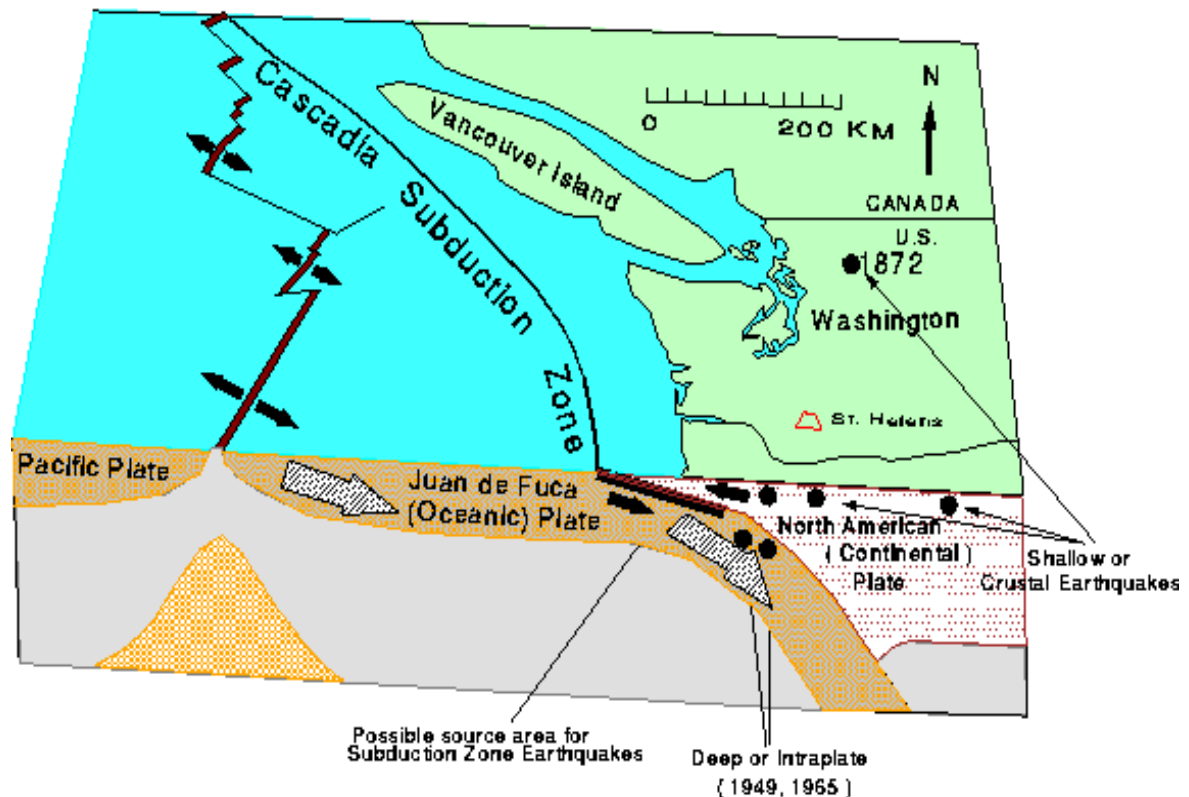 Cascadia Subduction Zone
Vancouver Island
0 200 KM
N
CANADA
U.S.
1872
Washington
ST. Helens
Pacific Plate
Juan de Fuca
(Oceanic) Plate
North American
( Continental )
Plate
Shallow or
Crustal Earthquakes
Possible source area for
Subduction Zone Earthquakes
Deep or Intraplate
( 1949, 1965 )